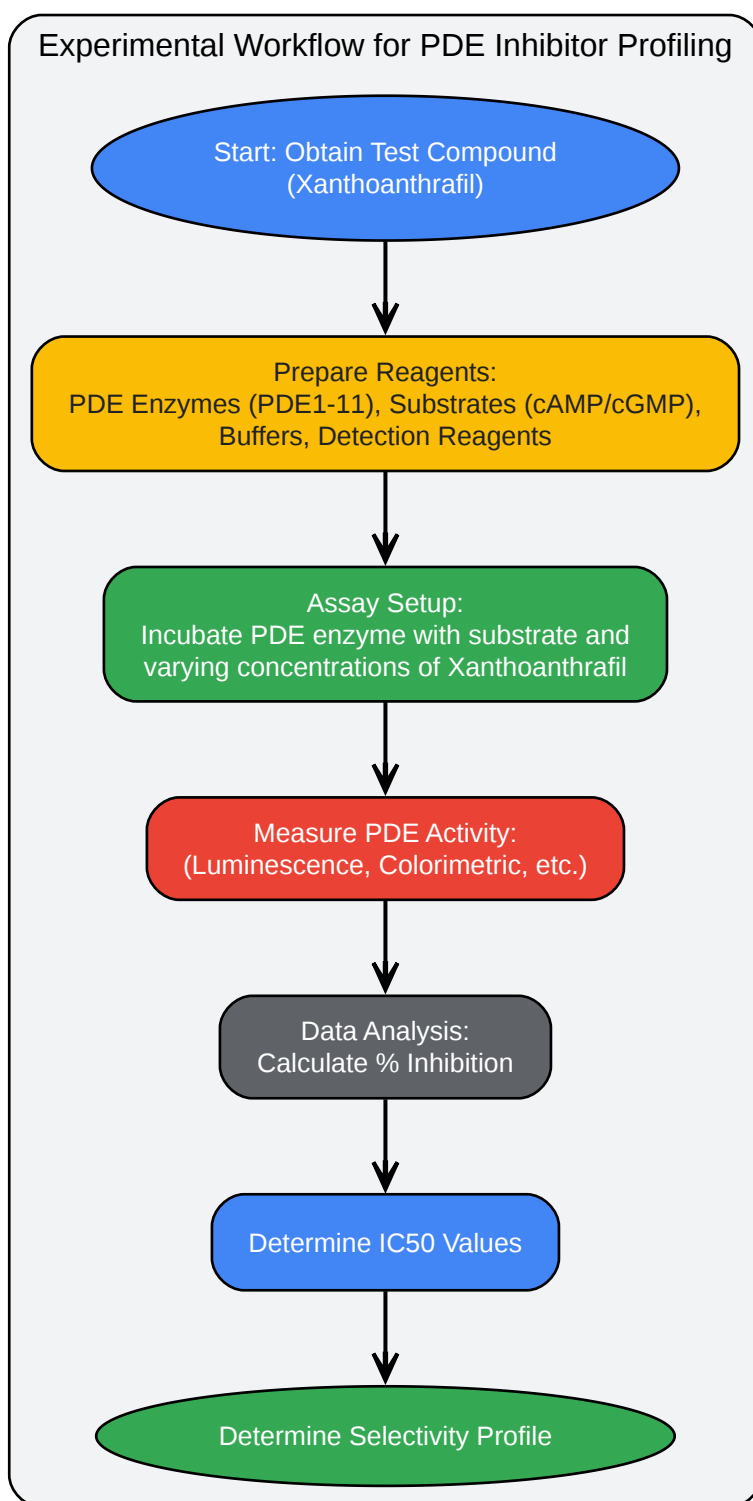 Experimental Workflow for PDE Inhibitor Profiling
Start: Obtain Test Compound
(Xanthoanthrafil)
Prepare Reagents:
PDE Enzymes (PDE1-11), Substrates (cAMP/cGMP),
Buffers, Detection Reagents
Assay Setup:
Incubate PDE enzyme with substrate and
varying concentrations of Xanthoanthrafil
Measure PDE Activity:
(Luminescence, Colorimetric, etc.)
Data Analysis:
Calculate % Inhibition
Determine IC50 Values
Determine Selectivity Profile